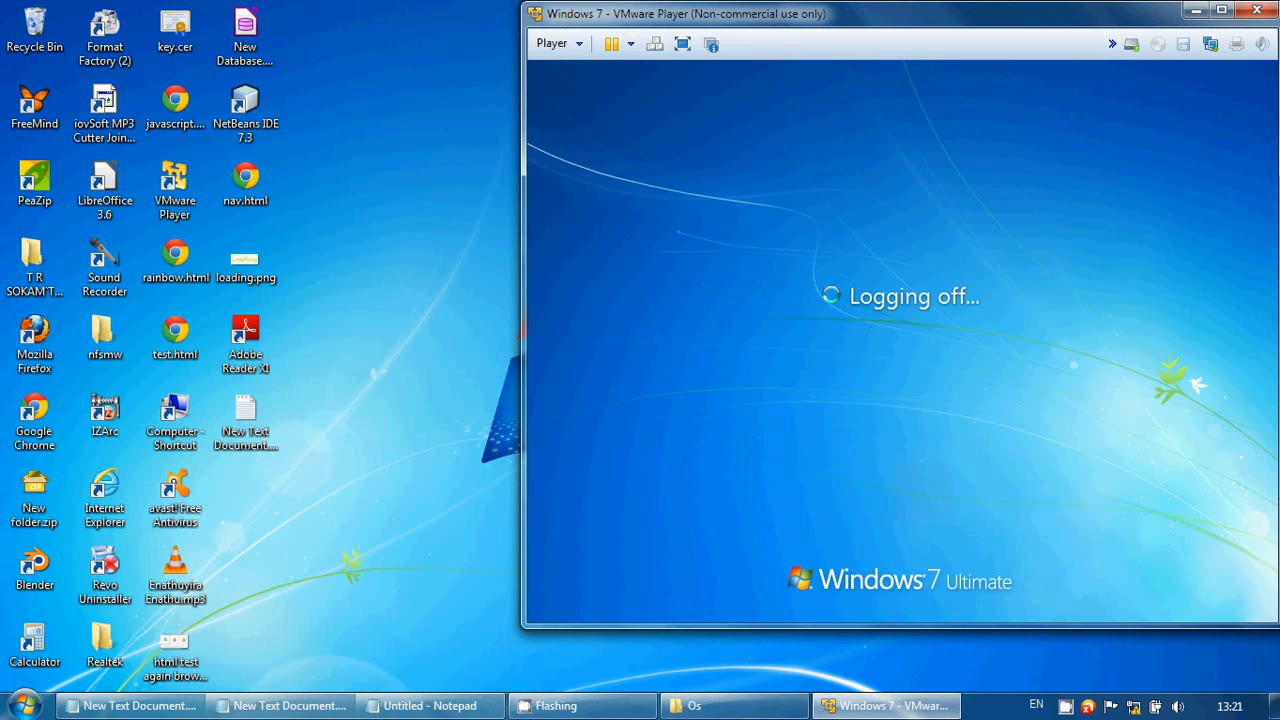 Windows 7 - VMware Player (Non-commercial use only)
Player
Logging off...
Windows 7 Ultimate
Recycle Bin
Format
Factory (2)
key.cer
New
Database....
FreeMind
iovSoft MP3
Cutter Join...
javascript....
NetBeans IDE
7.3
PeaZip
LibreOffice
3.6
VMware
Player
nav.html
T R
SOKAM'T...
Sound
Recorder
rainbow.html
loading.png
Mozilla
Firefox
nfsmw
test.html
Adobe
Reader XI
Google
Chrome
IZArc
Computer -
Shortcut
New Text
Document....
New
folder.zip
Internet
Explorer
avast! Free
Antivirus
Blender
Revo
Uninstaller
Enathuyira
Enathu.mp3
Calculator
Realtek
html test
again brow...
New Text Document....
New Text Document....
Untitled - Notepad
Flashing
Os
Windows 7 - VMwar...
EN
13:21